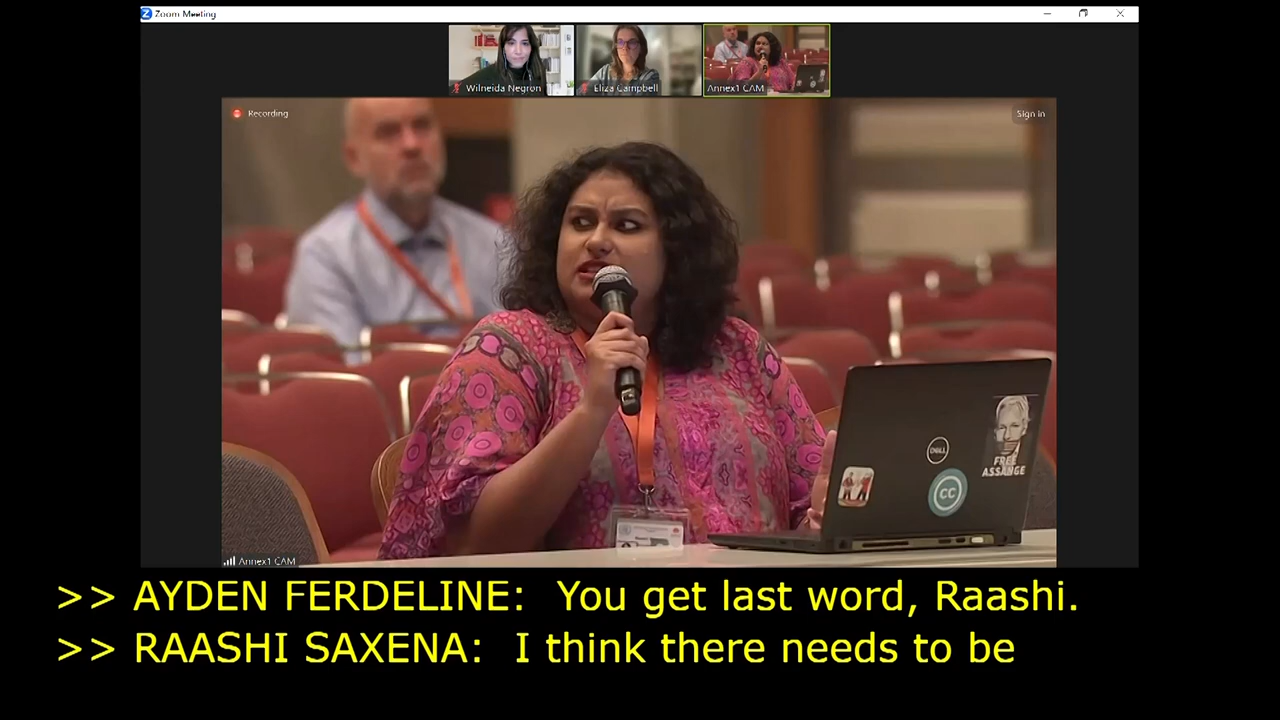 Zoom Meeting
Wilneida Negron
Eliza Campbell
Annex1 CAM
Recording
Sign in
DELL
FREE
ASSANGE
CC
Annex1 CAM
>> AYDEN FERDELINE:  You get last word, Raashi.
>> RAASHI SAXENA:  I think there needs to be